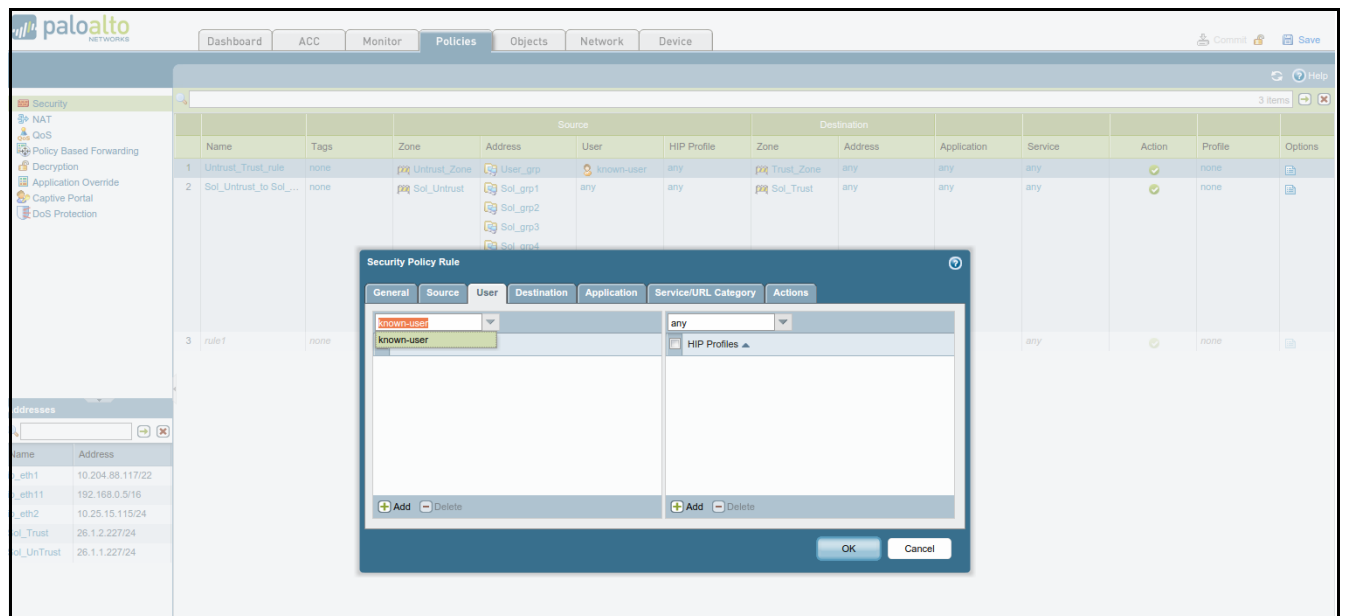 paloalto
NETWORKS
Dashboard ACC Monitor Policies Objects Network Device
Commit Save
Help
3 items
Security
NAT
QoS
Policy Based Forwarding
Decryption
Application Override
Captive Portal
DoS Protection
Source Destination
Name Tags Zone Address User HIP Profile Zone Address Application Service Action Profile Options
1 Untrust_Trust_rule none Untrust_Zone User_grp known-user any Trust_Zone any any any none
2 Sol_Untrust_to Sol_... none Sol_Untrust Sol_grp1 any any Sol_Trust any any any none
Sol_grp2
Sol_grp3
Sol_grp4
3 rule1 none any none
Security Policy Rule
General Source User Destination Application Service/URL Category Actions
known-user any
known-user HIP Profiles
Add Delete Add Delete
OK Cancel
Addresses
Name Address
_eth1 10.204.88.117/22
_eth11 192.168.0.5/16
_eth2 10.25.15.115/24
Sol_Trust 26.1.2.227/24
Sol_UnTrust 26.1.1.227/24